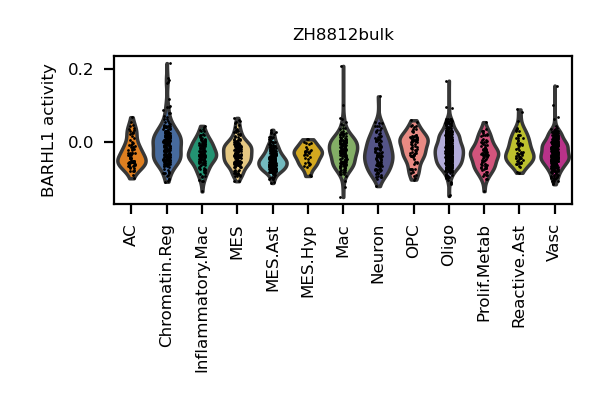 ZH8812bulk
BARHL1 activity
0.2
0.0
AC
Chromatin.Reg
Inflammatory.Mac
MES
MES.Ast
MES.Hyp
Mac
Neuron
OPC
Oligo
Prolif.Metab
Reactive.Ast
Vasc